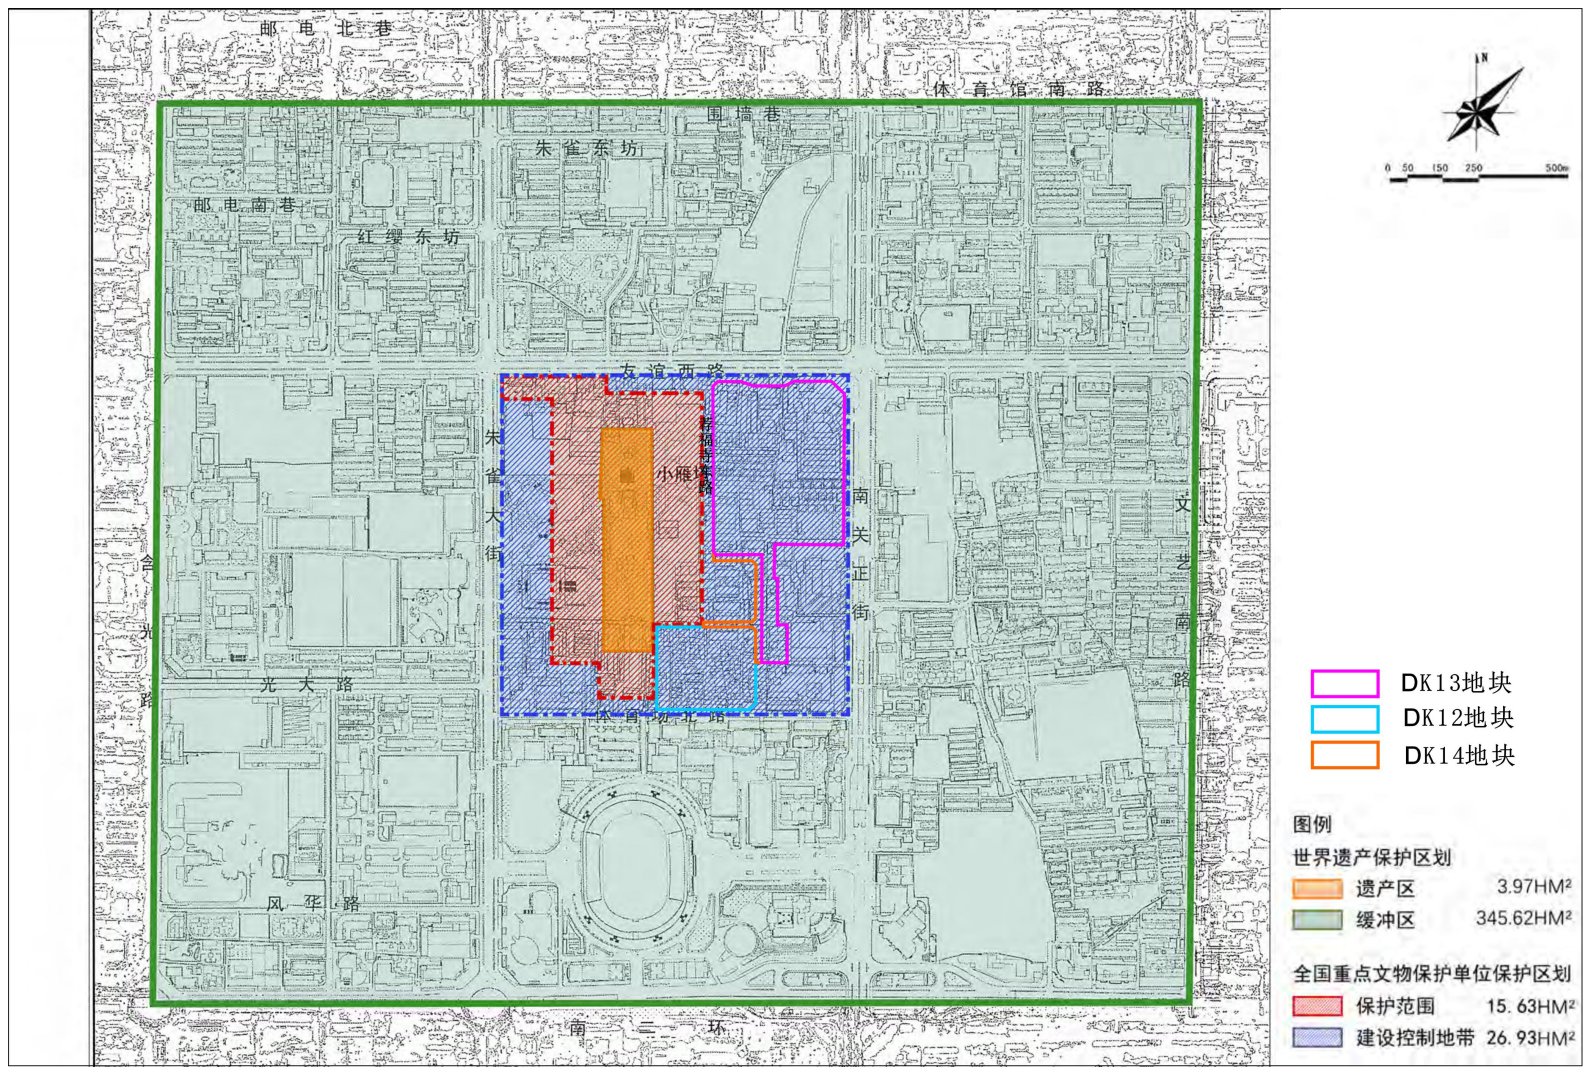 邮电北巷
体育馆南路
围墙巷
朱雀东坊
邮电南巷
红缨东坊
友谊西路
荐福寺东路
朱雀大街
小雁塔
南关正街
文艺南路
含光路
光大路
体育场北路
风华路
南二环
N
0 50 150 250 500m
DK13地块
DK12地块
DK14地块
图例
世界遗产保护区划
遗产区 3.97HM²
缓冲区 345.62HM²
全国重点文物保护单位保护区划
保护范围 15.63HM²
建设控制地带 26.93HM²